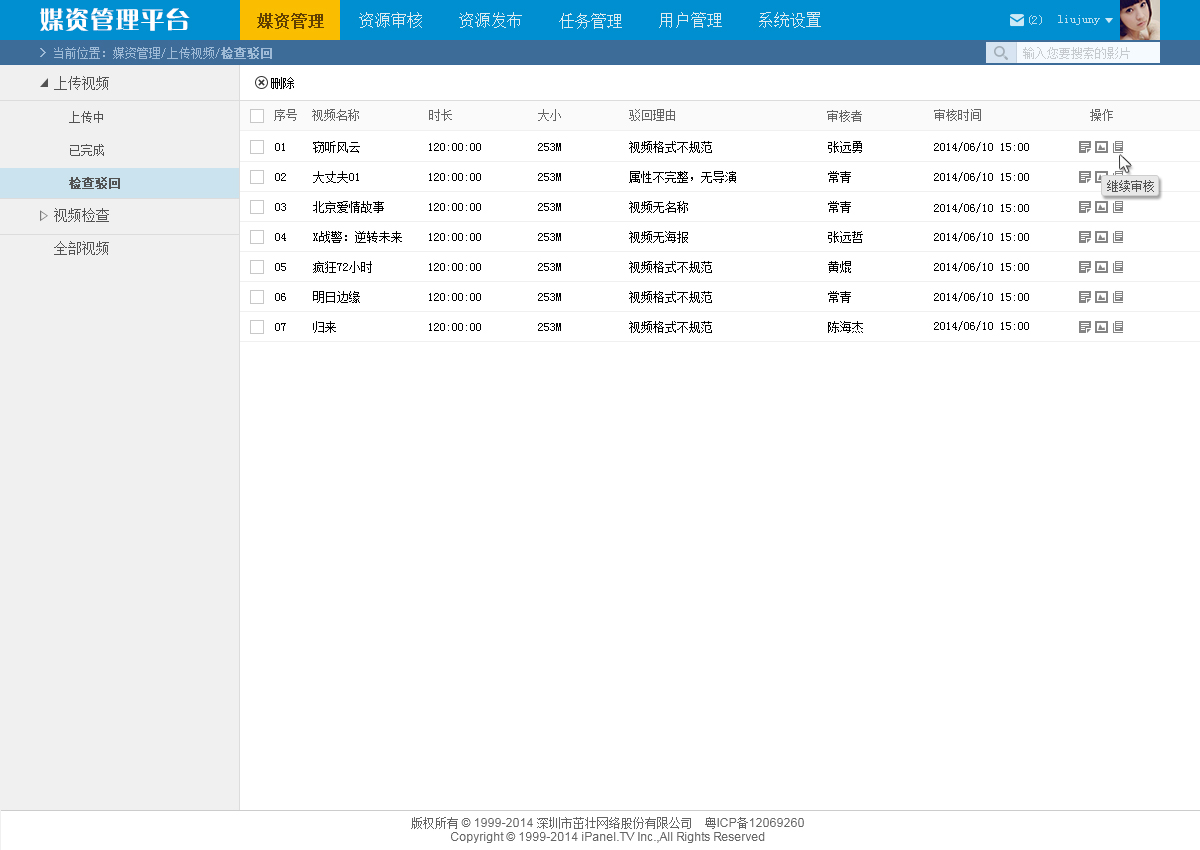 媒资管理平台 媒资管理 资源审核 资源发布 任务管理 用户管理 系统设置 (2) liujuny
当前位置：媒资管理/上传视频/检查驳回 输入您要搜索的影片
上传视频
上传中
已完成
检查驳回
视频检查
全部视频
删除
序号 视频名称 时长 大小 驳回理由 审核者 审核时间 操作
01 窃听风云 120:00:00 253M 视频格式不规范 张远勇 2014/06/10 15:00
02 大丈夫01 120:00:00 253M 属性不完整，无导演 常青 2014/06/10 15:00
继续审核
03 北京爱情故事 120:00:00 253M 视频无名称 常青 2014/06/10 15:00
04 X战警：逆转未来 120:00:00 253M 视频无海报 张远哲 2014/06/10 15:00
05 疯狂72小时 120:00:00 253M 视频格式不规范 黄焜 2014/06/10 15:00
06 明日边缘 120:00:00 253M 视频格式不规范 常青 2014/06/10 15:00
07 归来 120:00:00 253M 视频格式不规范 陈海杰 2014/06/10 15:00
版权所有 © 1999-2014 深圳市茁壮网络股份有限公司 粤ICP备12069260
Copyright © 1999-2014 iPanel.TV Inc.,All Rights Reserved